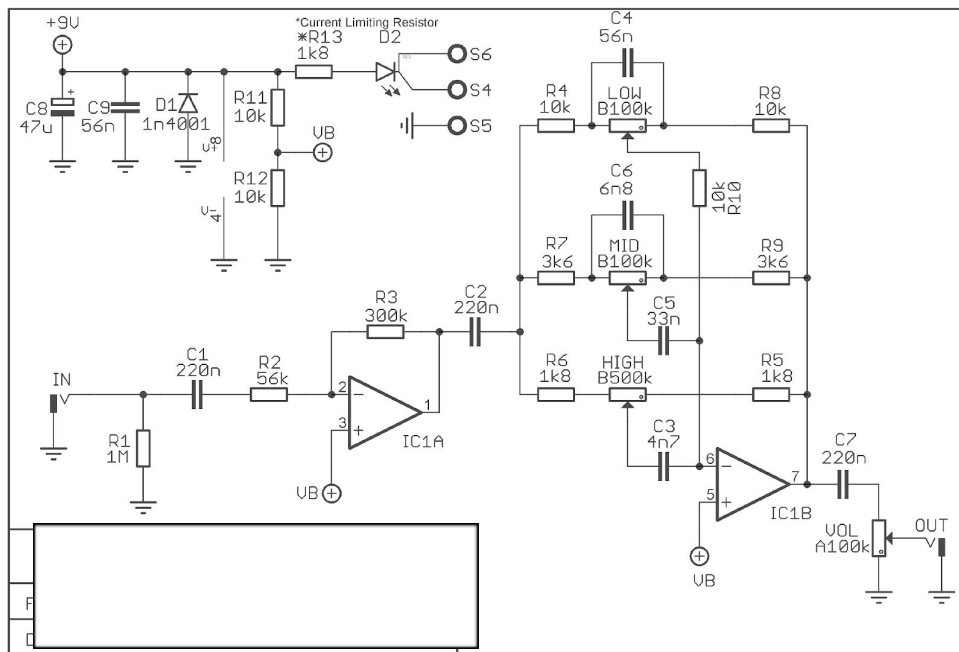 +9V
*Current Limiting Resistor
*R13
1k8
D2
S6
S4
S5
C8
47u
C9
56n
D1
1n4001
V+
8
V-
4
R11
10k
VB
R12
10k
C4
56n
R4
10k
LOW
B100k
R8
10k
C6
6n8
10k
R10
R7
3k6
MID
B100k
R9
3k6
C5
33n
R3
300k
C2
220n
R6
1k8
HIGH
B500k
R5
1k8
IN
C1
220n
R2
56k
2
-
3
+
1
IC1A
R1
1M
VB
C3
4n7
6
-
5
+
7
IC1B
VB
C7
220n
VOL
A100k
OUT